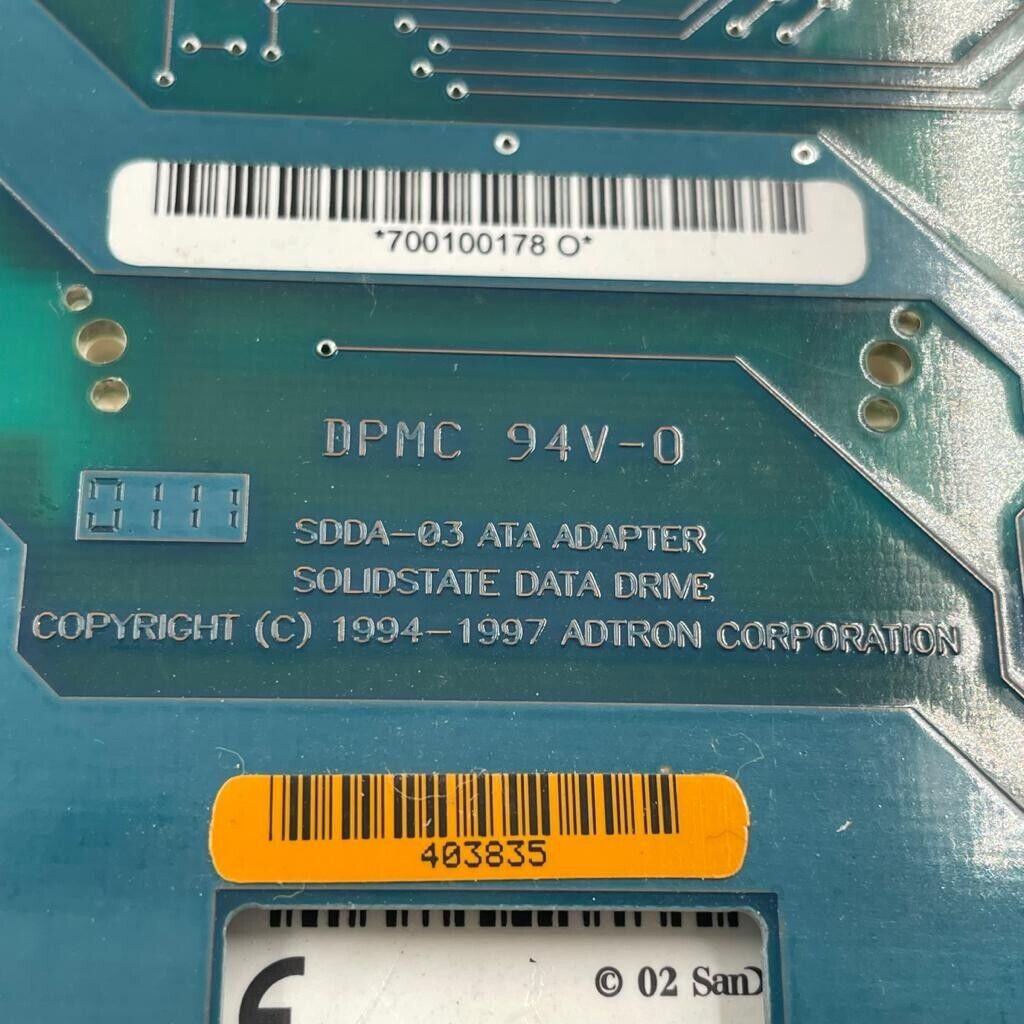 *700100178 O*
DPMC 94V-0
SDDA-03 ATA ADAPTER
SOLIDSTATE DATA DRIVE
COPYRIGHT (C) 1994-1997 ADTRON CORPORATION
403835
© 02 San